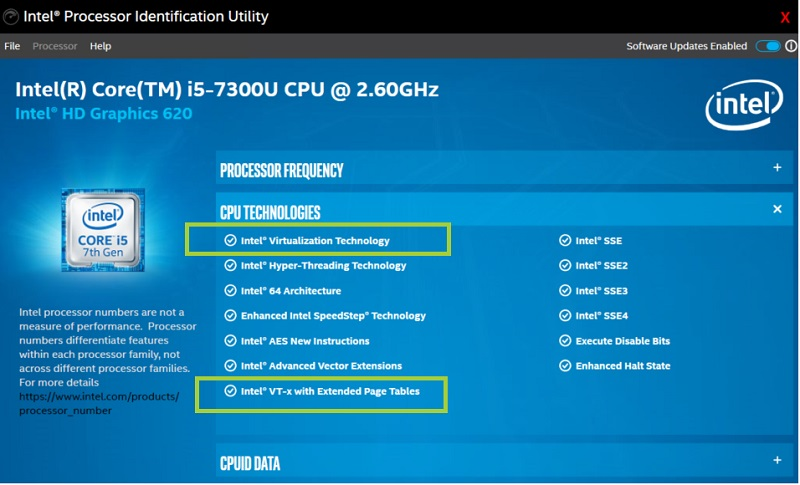 Intel® Processor Identification Utility
X
File Processor Help
Software Updates Enabled
Intel(R) Core(TM) i5-7300U CPU @ 2.60GHz
Intel® HD Graphics 620
intel
intel
CORE i5
7th Gen
Intel processor numbers are not a
measure of performance. Processor
numbers differentiate features
within each processor family, not
across different processor families.
For more details
https://www.intel.com/products/
processor_number
PROCESSOR FREQUENCY
+
CPU TECHNOLOGIES
×
Intel® Virtualization Technology
Intel® Hyper-Threading Technology
Intel® 64 Architecture
Enhanced Intel SpeedStep® Technology
Intel® AES New Instructions
Intel® Advanced Vector Extensions
Intel® VT-x with Extended Page Tables
Intel® SSE
Intel® SSE2
Intel® SSE3
Intel® SSE4
Execute Disable Bits
Enhanced Halt State
CPUID DATA
+